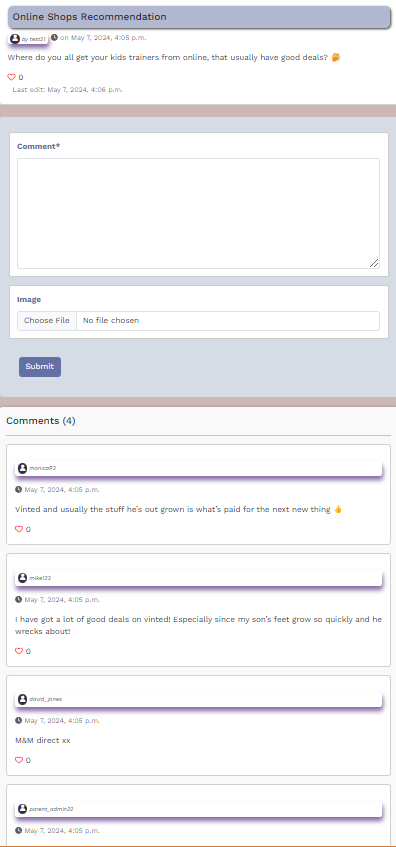 Online Shops Recommendation
by test21 on May 7, 2024, 4:05 p.m.
Where do you all get your kids trainers from online, that usually have good deals? 🤔
0
Last edit: May 7, 2024, 4:06 p.m.
Comment*
Image
Choose File No file chosen
Submit
Comments (4)
monicaP3
May 7, 2024, 4:05 p.m.
Vinted and usually the stuff he's out grown is what's paid for the next new thing 👍
0
mike123
May 7, 2024, 4:05 p.m.
I have got a lot of good deals on vinted! Especially since my son's feet grow so quickly and he
wrecks about!
0
david_jones
May 7, 2024, 4:05 p.m.
M&M direct xx
0
parent_admin22
May 7, 2024, 4:05 p.m.